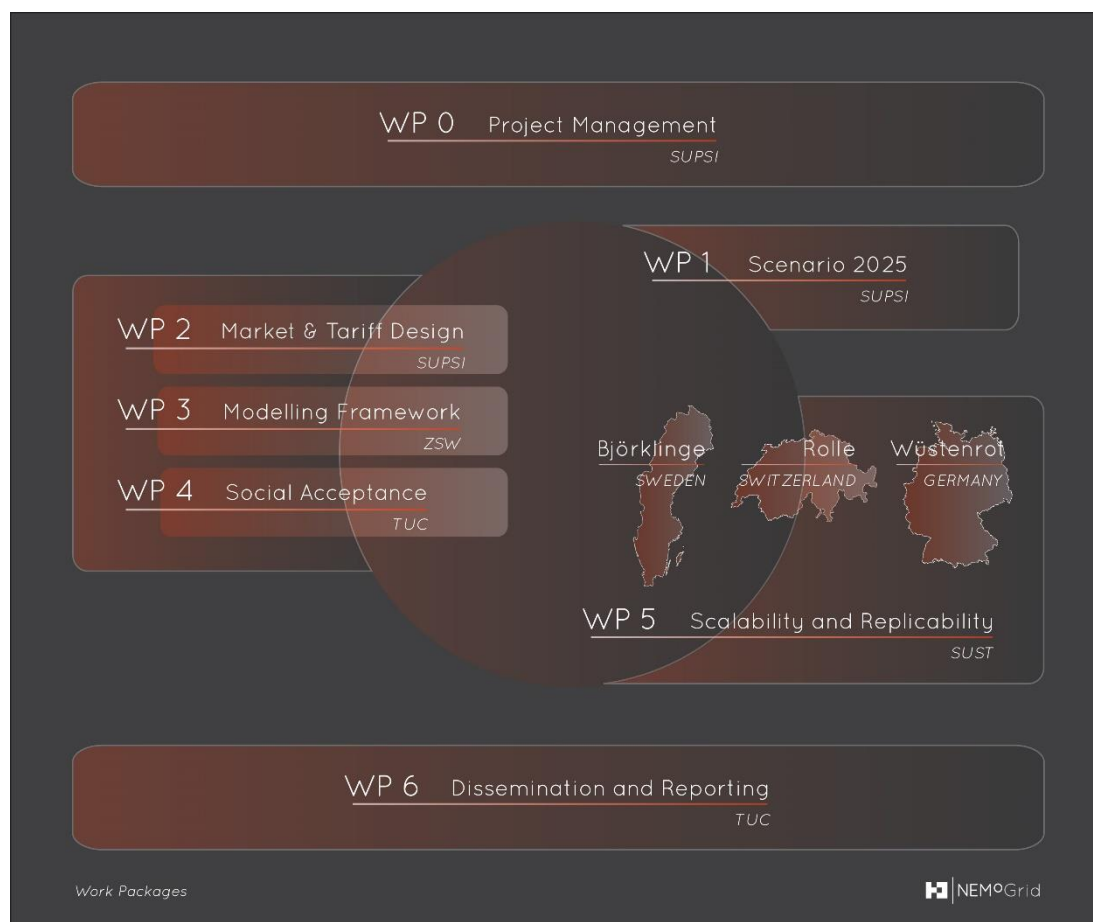 WP 0 Project Management
SUPSI
WP 1 Scenario 2025
SUPSI
WP 2 Market & Tariff Design
SUPSI
WP 3 Modelling Framework
ZSW
WP 4 Social Acceptance
TUC
Björklinge Rolle Wüstenrot
SWEDEN SWITZERLAND GERMANY
WP 5 Scalability and Replicability
SUST
WP 6 Dissemination and Reporting
TUC
Work Packages
NEMoGrid